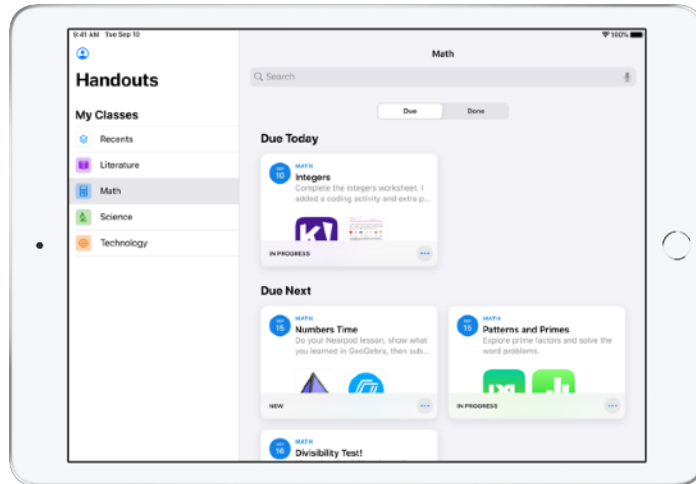 9:41 AM Tue Sep 10
100%
Handouts
My Classes
Recents
Literature
Math
Science
Technology
Math
Search
Due
Done
Due Today
SEP
10
MATH
Integers
Complete the integers worksheet. I
added a coding activity and extra p...
K!
IN PROGRESS
Due Next
SEP
15
MATH
Numbers Time
Do your Nearpod lesson, show what
you learned in GeoGebra, then sub...
NEW
SEP
15
MATH
Patterns and Primes
Explore prime factors and solve the
word problems.
IXL
IN PROGRESS
SEP
16
MATH
Divisibility Test!